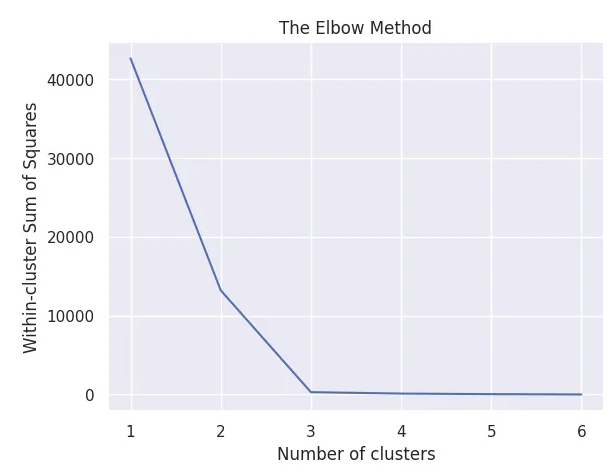 The Elbow Method
Within-cluster Sum of Squares
40000
30000
20000
10000
0
1 2 3 4 5 6
Number of clusters